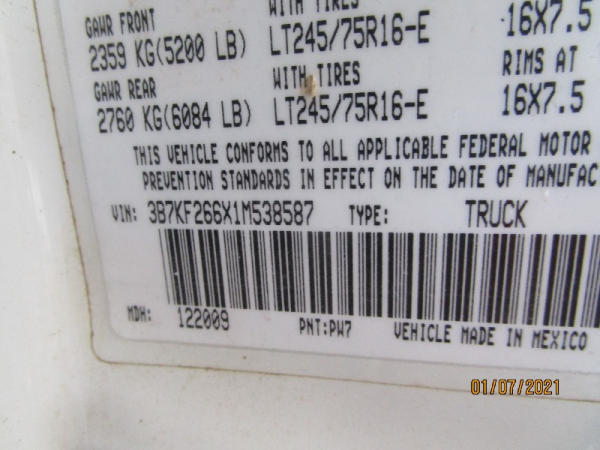 GAWR FRONT WITH TIRES
2359 KG(5200 LB) LT245/75R16-E 16X7.5
GAWR REAR WITH TIRES RIMS AT
2760 KG(6084 LB) LT245/75R16-E 16X7.5
THIS VEHICLE CONFORMS TO ALL APPLICABLE FEDERAL MOTOR
PREVENTION STANDARDS IN EFFECT ON THE DATE OF MANUFAC
VIN: 3B7KF266X1M538587 TYPE: TRUCK
MDH: 122009 PNT:PW7 VEHICLE MADE IN MEXICO
01/07/2021